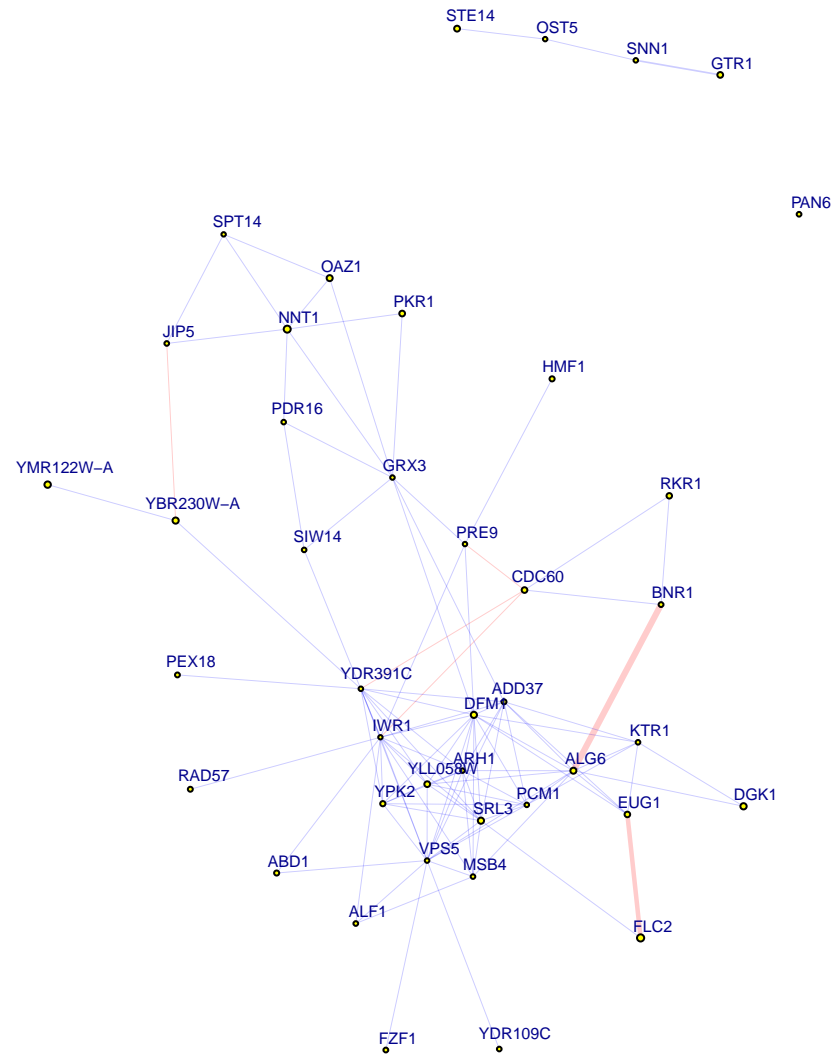 STE14
OST5
SNN1
GTR1
PAN6
SPT14
OAZ1
PKR1
NNT1
JIP5
HMF1
PDR16
GRX3
YMR122W−A
YBR230W−A
RKR1
SIW14
PRE9
CDC60
BNR1
PEX18
YDR391C
ADD37
DFM1
IWR1
KTR1
ARH1
ALG6
RAD57
YLL058W
YPK2
PCM1
DGK1
SRL3
EUG1
VPS5
ABD1
MSB4
ALF1
FLC2
FZF1
YDR109C